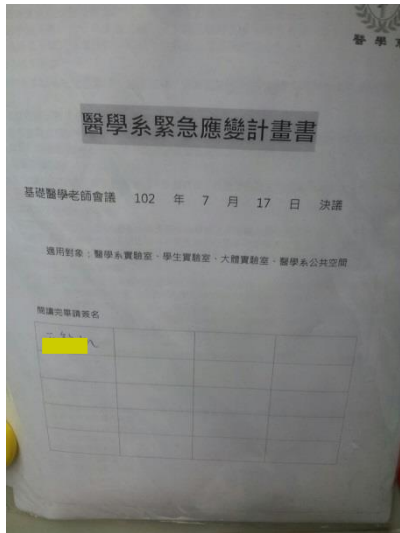 醫學
醫學系緊急應變計畫書
基礎醫學老師會議 102 年 7 月 17 日 決議
適用對象：醫學系實驗室、學生實驗室、大體實驗室、醫學系公共空間
閱讀完畢請簽名